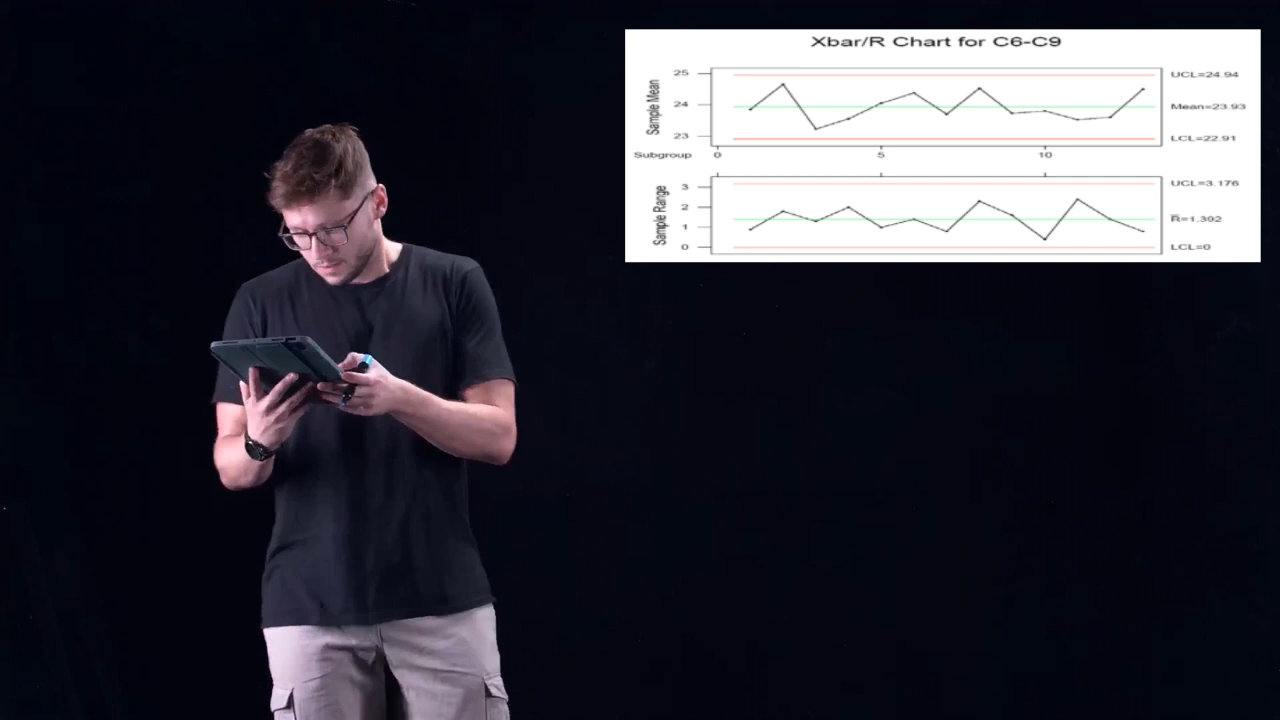 Xbar/R Chart for C6-C9
Sample Mean
25
24
23
UCL=24.94
Mean=23.93
LCL=22.91
Subgroup
0
5
10
Sample Range
3
2
1
0
UCL=3.176
R̅=1.392
LCL=0